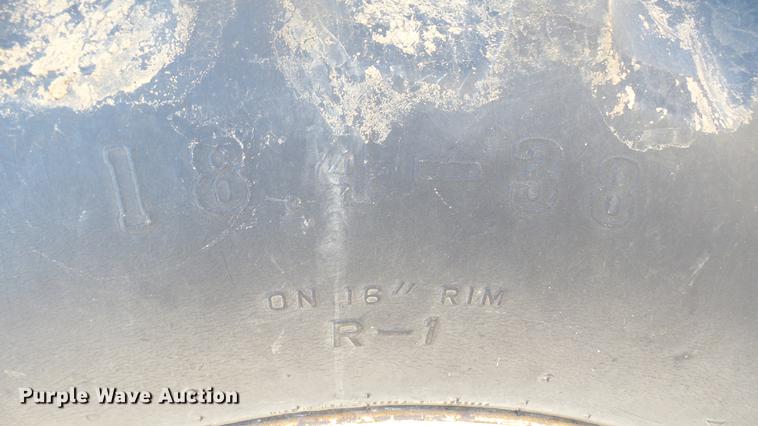 18.4-38
ON 16" RIM
R-1
Purple Wave Auction